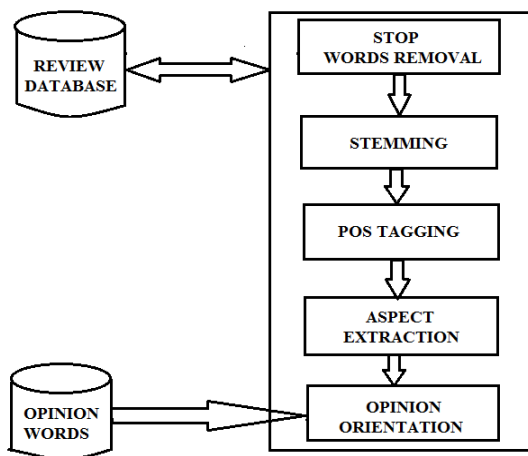 REVIEW
DATABASE
STOP
WORDS REMOVAL
STEMMING
POS TAGGING
ASPECT
EXTRACTION
OPINION
WORDS
OPINION
ORIENTATION